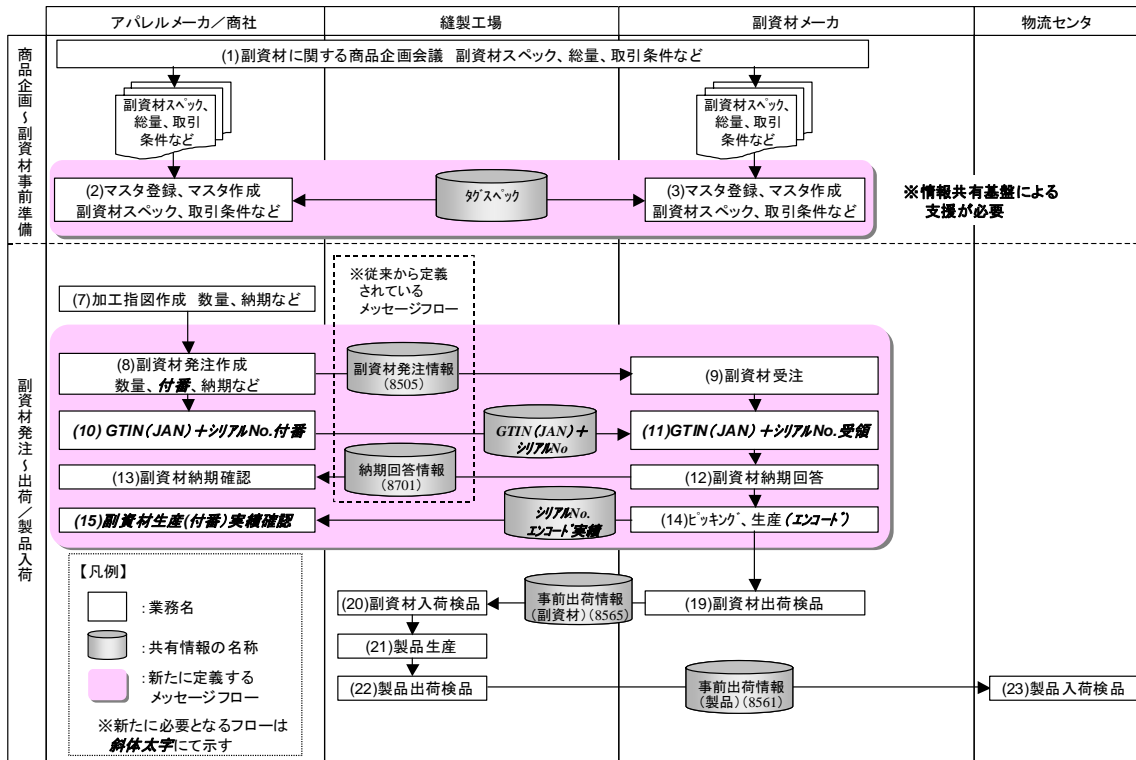 アパレルメーカ／商社
縫製工場
副資材メーカ
物流センタ
商品企画～副資材事前準備
(1)副資材に関する商品企画会議　副資材スペック、総量、取引条件など
副資材スペック、
総量、取引
条件など
副資材スペック、
総量、取引
条件など
(2)マスタ登録、マスタ作成
副資材スペック、取引条件など
タグスペック
(3)マスタ登録、マスタ作成
副資材スペック、取引条件など
※情報共有基盤による
支援が必要
副資材発注～出荷／製品入荷
※従来から定義
されている
メッセージフロー
(7)加工指図作成　数量、納期など
(8)副資材発注作成
数量、付番、納期など
副資材発注情報
(8505)
(9)副資材受注
(10) GTIN(JAN)＋シリアルNo.付番
GTIN(JAN)＋
シリアルNo
(11)GTIN(JAN)＋シリアルNo.受領
(13)副資材納期確認
納期回答情報
(8701)
(12)副資材納期回答
(15)副資材生産(付番)実績確認
シリアルNo.
エンコード実績
(14)ピッキング、生産(エンコード)
【凡例】
:業務名
:共有情報の名称
:新たに定義する
メッセージフロー
※新たに必要となるフローは
斜体太字にて示す
(20)副資材入荷検品
事前出荷情報
(副資材)(8565)
(19)副資材出荷検品
(21)製品生産
(22)製品出荷検品
事前出荷情報
(製品)(8561)
(23)製品入荷検品